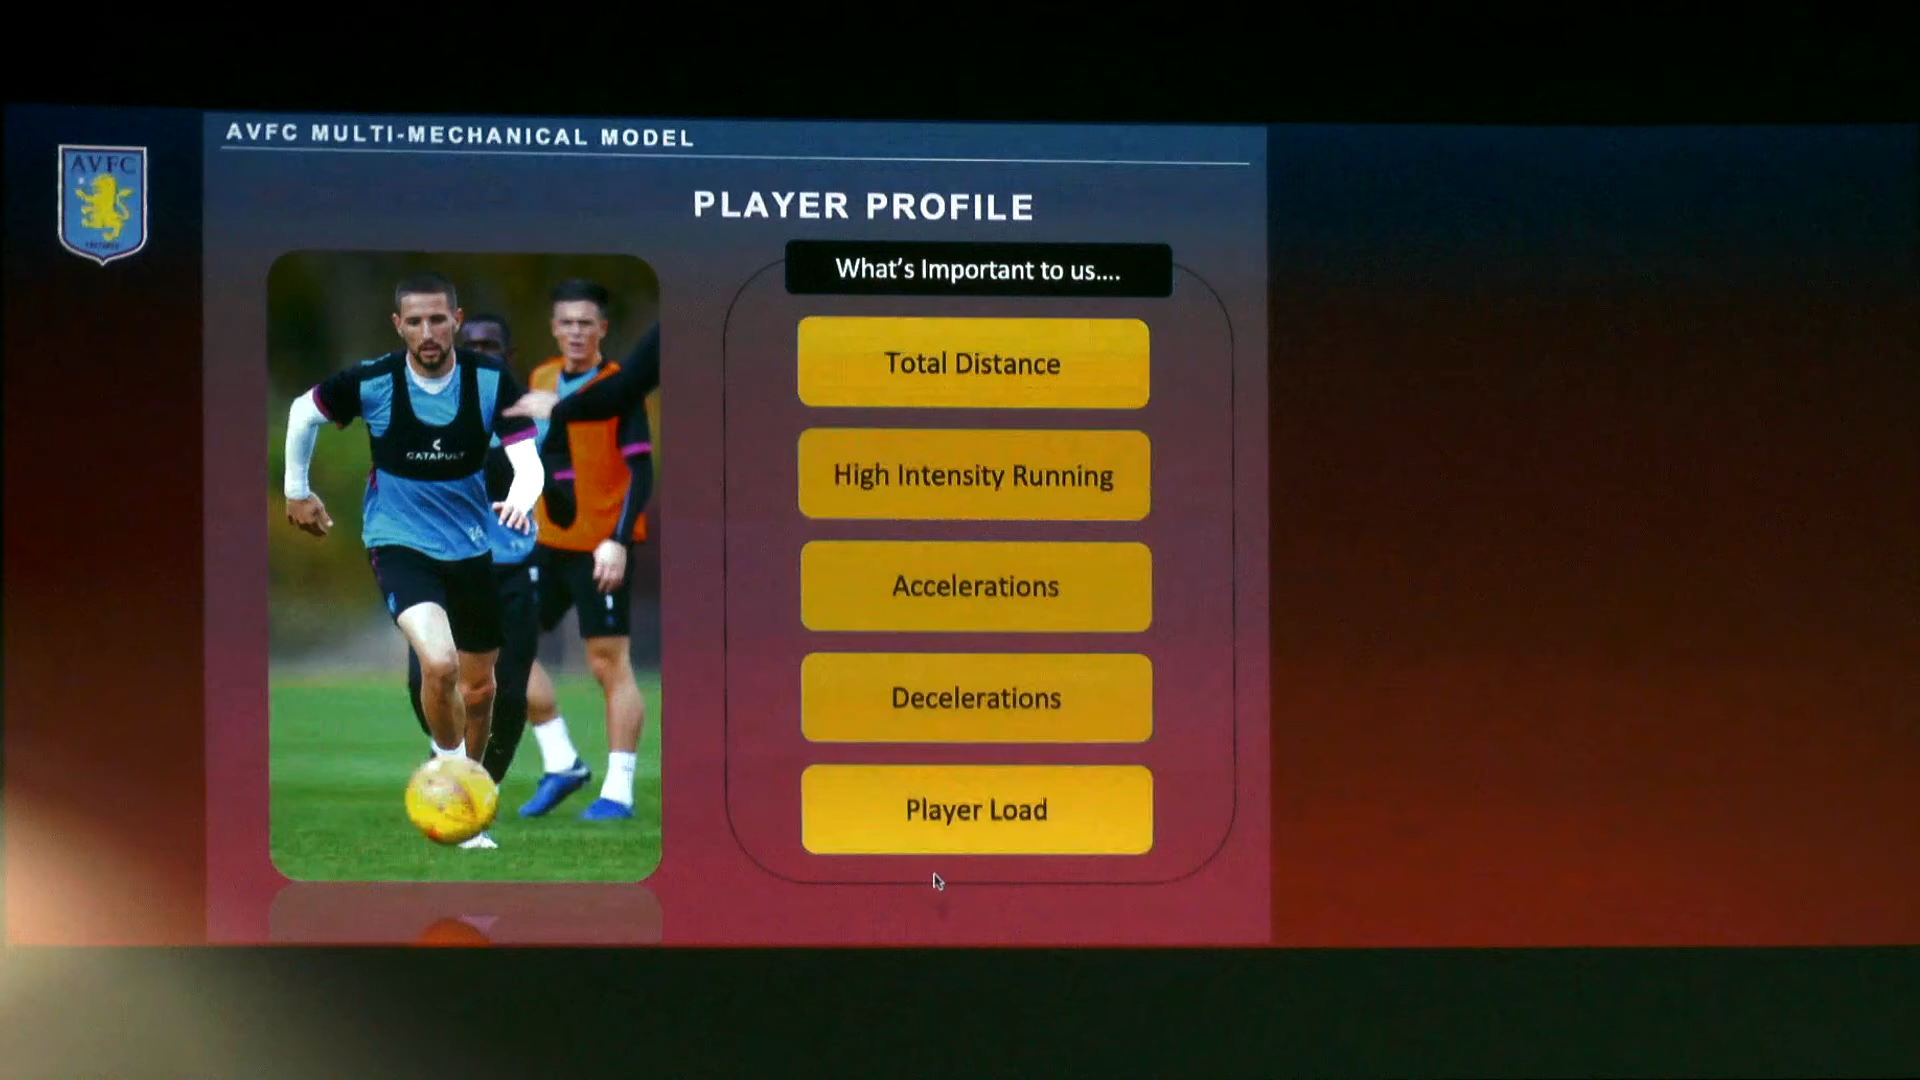 AVFC MULTI-MECHANICAL MODEL
AVFC
PLAYER PROFILE
What's Important to us....
Total Distance
High Intensity Running
Accelerations
Decelerations
Player Load
CATAPULT